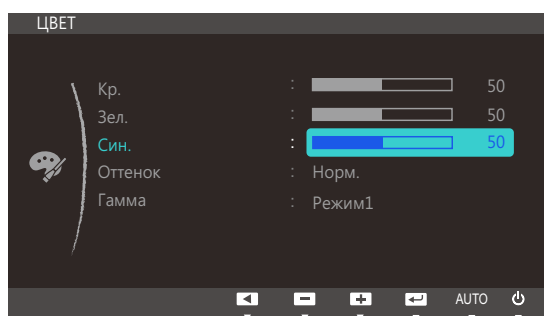 ЦВЕТ
Кр. : 50
Зел. : 50
Син. : 50
Оттенок : Норм.
Гамма : Режим1
AUTO